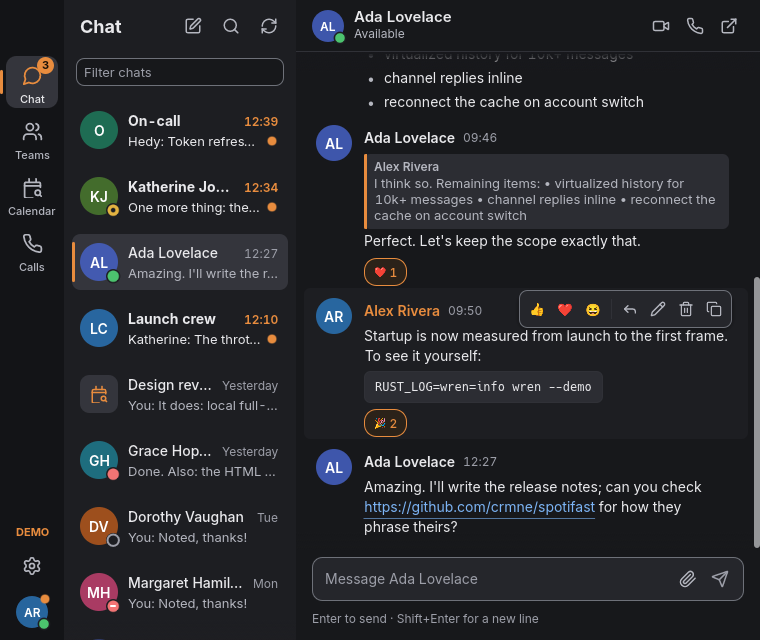 3
Chat
Teams
Calendar
Calls
DEMO
AR
Chat
Filter chats
O
On-call 12:39
Hedy: Token refres...
KJ
Katherine Jo... 12:34
One more thing: the...
AL
Ada Lovelace 12:27
Amazing. I'll write the r...
LC
Launch crew 12:10
Katherine: The throt...
Design rev... Yesterday
You: It does: local full-...
GH
Grace Hop... Yesterday
Done. Also: the HTML ...
DV
Dorothy Vaughan Tue
You: Noted, thanks!
MH
Margaret Hamil... Mon
You: Noted, thanks!
AL
Ada Lovelace
Available
virtualized history for 10k+ messages
• channel replies inline
• reconnect the cache on account switch
AL
Ada Lovelace 09:46
Alex Rivera
I think so. Remaining items: • virtualized history for
10k+ messages • channel replies inline • reconnect the
cache on account switch
Perfect. Let's keep the scope exactly that.
❤️ 1
AR
Alex Rivera 09:50
👍 ❤️ 😆
Startup is now measured from launch to the first frame.
To see it yourself:
RUST_LOG=wren=info wren --demo
🎉 2
AL
Ada Lovelace 12:27
Amazing. I'll write the release notes; can you check
https://github.com/crmne/spotifast for how they
phrase theirs?
Message Ada Lovelace
Enter to send · Shift+Enter for a new line